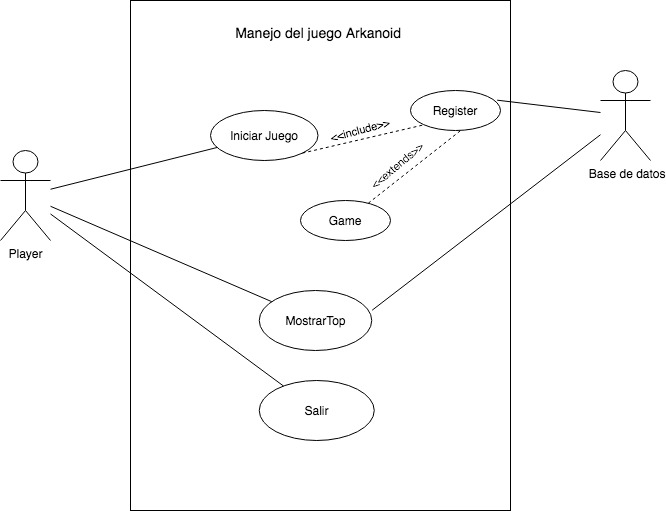 Manejo del juego Arkanoid
Register
Iniciar Juego
<<include>>
<<extends>>
Base de datos
Game
Player
MostrarTop
Salir